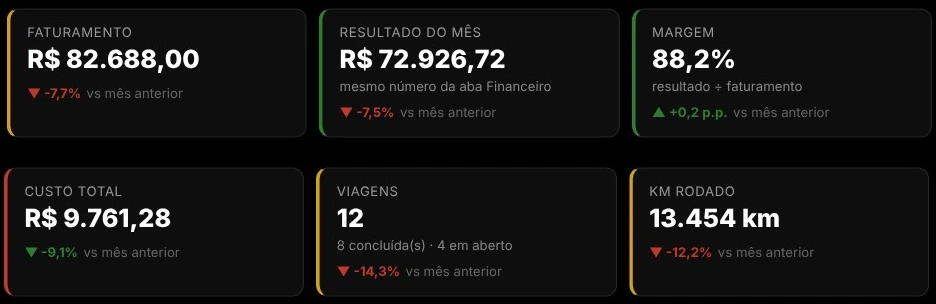 FATURAMENTO
R$ 82.688,00
▼ -7,7% vs mês anterior
RESULTADO DO MÊS
R$ 72.926,72
mesmo número da aba Financeiro
▼ -7,5% vs mês anterior
MARGEM
88,2%
resultado ÷ faturamento
▲ +0,2 p.p. vs mês anterior
CUSTO TOTAL
R$ 9.761,28
▼ -9,1% vs mês anterior
VIAGENS
12
8 concluída(s) · 4 em aberto
▼ -14,3% vs mês anterior
KM RODADO
13.454 km
▼ -12,2% vs mês anterior